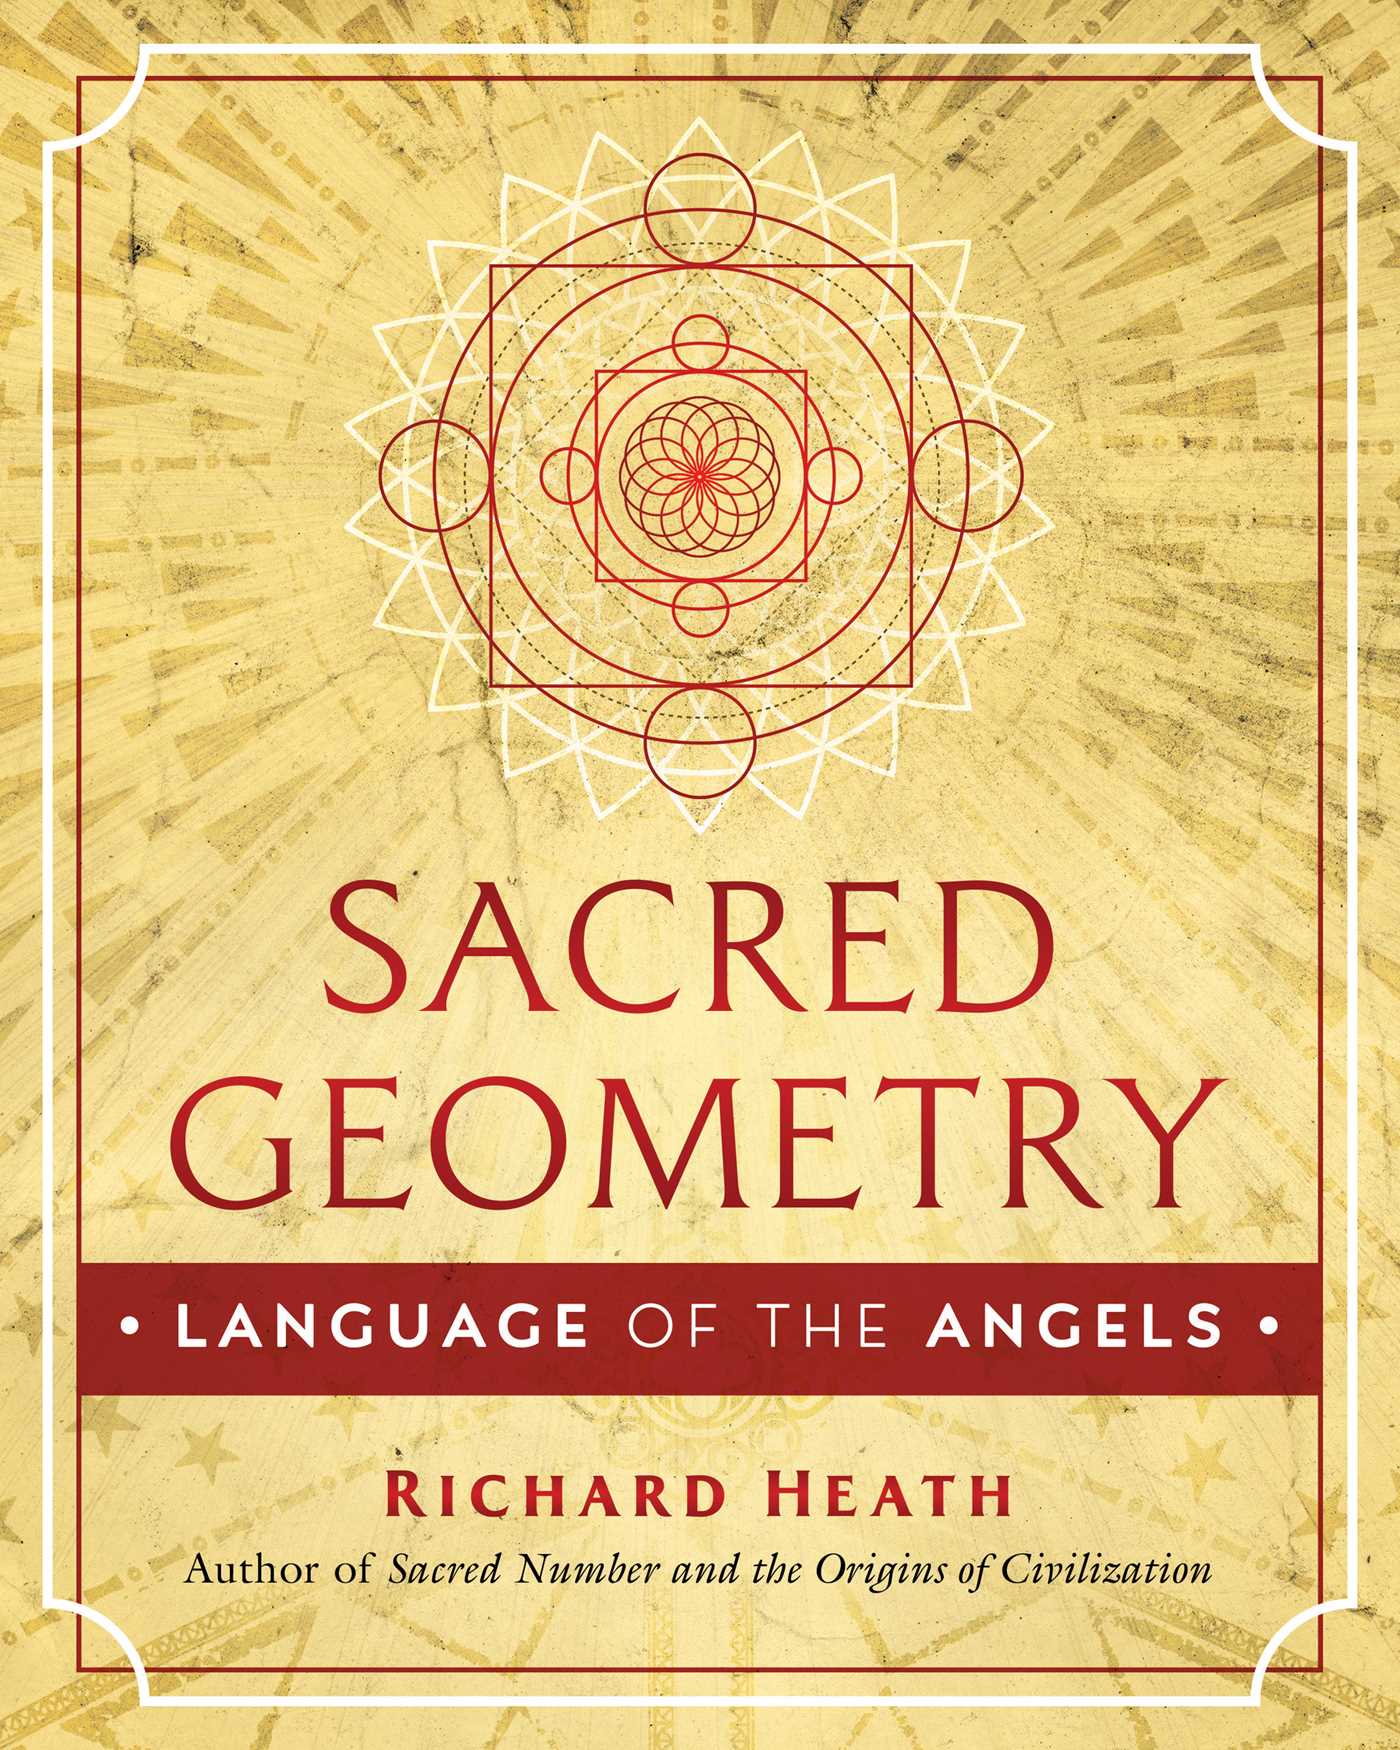 SACRED
GEOMETRY
• LANGUAGE OF THE ANGELS •
RICHARD HEATH
Author of Sacred Number and the Origins of Civilization